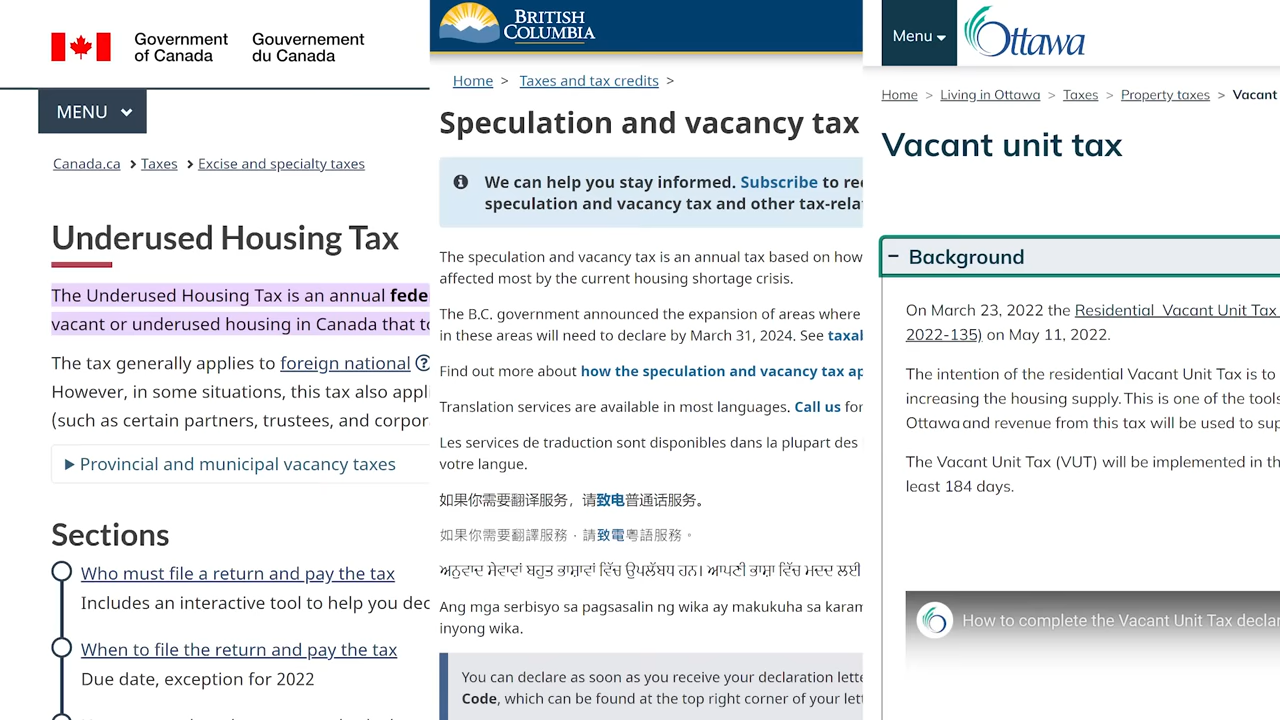 Government of Canada
Gouvernement du Canada
MENU
Canada.ca > Taxes > Excise and specialty taxes
Underused Housing Tax
The Underused Housing Tax is an annual fede
vacant or underused housing in Canada that to
The tax generally applies to foreign national
However, in some situations, this tax also appli
(such as certain partners, trustees, and corpor
Provincial and municipal vacancy taxes
Sections
Who must file a return and pay the tax
Includes an interactive tool to help you dec
When to file the return and pay the tax
Due date, exception for 2022
BRITISH COLUMBIA
Home > Taxes and tax credits >
Speculation and vacancy tax
We can help you stay informed. Subscribe to rec
speculation and vacancy tax and other tax-rela
The speculation and vacancy tax is an annual tax based on how
affected most by the current housing shortage crisis.
The B.C. government announced the expansion of areas where
in these areas will need to declare by March 31, 2024. See taxal
Find out more about how the speculation and vacancy tax ap
Translation services are available in most languages. Call us for
Les services de traduction sont disponibles dans la plupart des
votre langue.
如果你需要翻译服务，请致电普通话服务。
如果你需要翻譯服務，請致電粵語服務。
ਅਨੁਵਾਦ ਸੇਵਾਵਾਂ ਬਹੁਤ ਭਾਸ਼ਾਵਾਂ ਵਿੱਚ ਉਪਲੱਬਧ ਹਨ। ਆਪਣੀ ਭਾਸ਼ਾ ਵਿੱਚ ਮਦਦ ਲਈ
Ang mga serbisyo sa pagsasalin ng wika ay makukuha sa karam
inyong wika.
You can declare as soon as you receive your declaration lette
Code, which can be found at the top right corner of your lett
Menu
Ottawa
Home > Living in Ottawa > Taxes > Property taxes > Vacant
Vacant unit tax
Background
On March 23, 2022 the Residential Vacant Unit Tax
2022-135) on May 11, 2022.
The intention of the residential Vacant Unit Tax is to
increasing the housing supply. This is one of the tools
Ottawa and revenue from this tax will be used to sup
The Vacant Unit Tax (VUT) will be implemented in th
least 184 days.
How to complete the Vacant Unit Tax declar